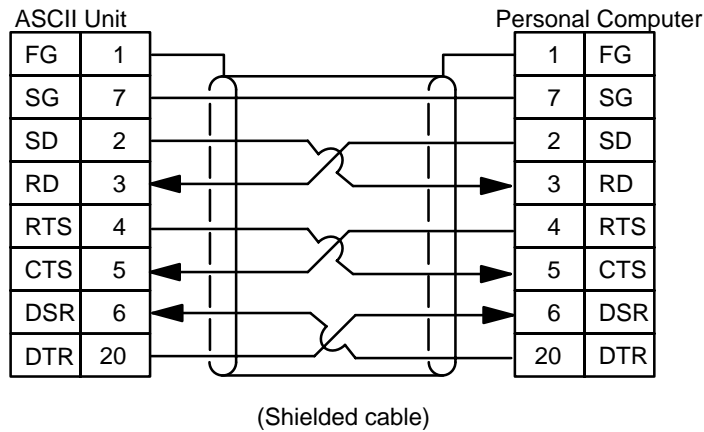 ASCII Unit Personal Computer
FG 1 1 FG
SG 7 7 SG
SD 2 2 SD
RD 3 3 RD
RTS 4 4 RTS
CTS 5 5 CTS
DSR 6 6 DSR
DTR 20 20 DTR
(Shielded cable)